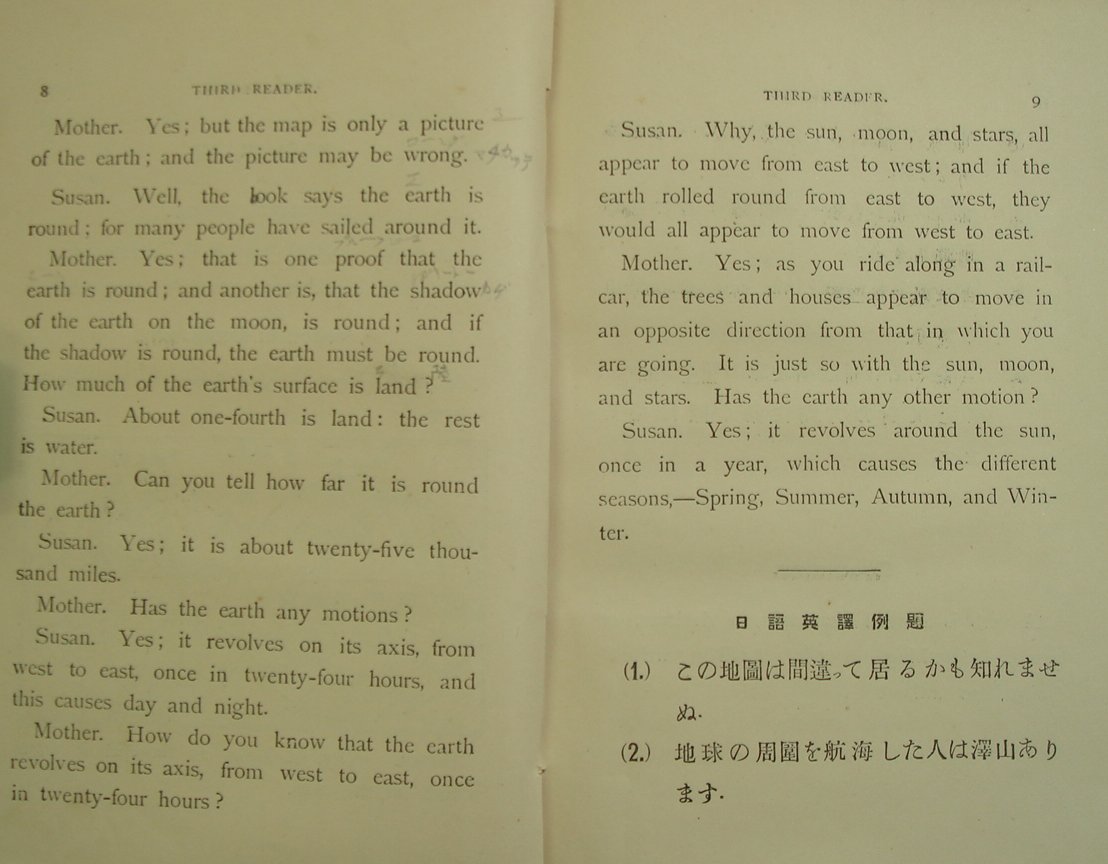 8
THIRD READER.
Mother. Yes; but the map is only a picture
of the earth; and the picture may be wrong.
Susan. Well, the book says the earth is
round; for many people have sailed around it.
Mother. Yes; that is one proof that the
earth is round; and another is, that the shadow
of the earth on the moon, is round; and if
the shadow is round, the earth must be round.
How much of the earth's surface is land?
Susan. About one-fourth is land: the rest
is water.
Mother. Can you tell how far it is round
the earth?
Susan. Yes; it is about twenty-five thou-
sand miles.
Mother. Has the earth any motions?
Susan. Yes; it revolves on its axis, from
west to east, once in twenty-four hours, and
this causes day and night.
Mother. How do you know that the earth
revolves on its axis, from west to east, once
in twenty-four hours?
THIRD READER.
9
Susan. Why, the sun, moon, and stars, all
appear to move from east to west; and if the
earth rolled round from east to west, they
would all appear to move from west to east.
Mother. Yes; as you ride along in a rail-
car, the trees and houses appear to move in
an opposite direction from that in which you
are going. It is just so with the sun, moon,
and stars. Has the earth any other motion?
Susan. Yes; it revolves around the sun,
once in a year, which causes the different
seasons,—Spring, Summer, Autumn, and Win-
ter.
日語英譯例題
(1.) この地圖は間違って居るかも知れませ
ぬ.
(2.) 地球の周圍を航海した人は澤山あり
ます.